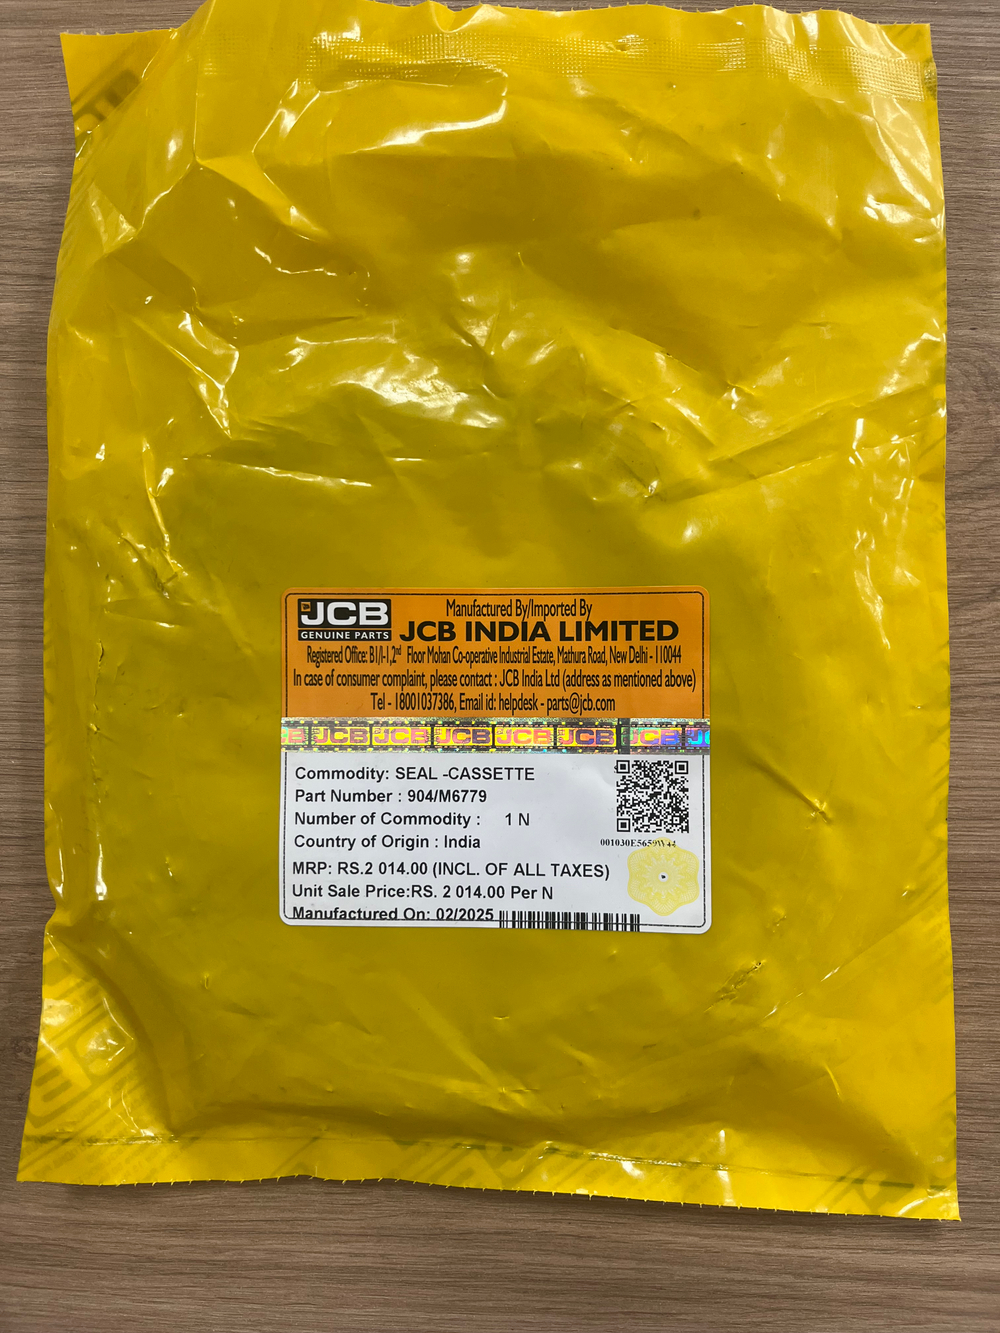 JCB
GENUINE PARTS
Manufactured By/Imported By
JCB INDIA LIMITED
Registered Office: B1/I-1,2nd Floor Mohan Co-operative Industrial Estate, Mathura Road, New Delhi - 110044
In case of consumer complaint, please contact : JCB India Ltd (address as mentioned above)
Tel - 18001037386, Email id: helpdesk - parts@jcb.com
JCB JCB JCB JCB JCB JCB
Commodity: SEAL -CASSETTE
Part Number : 904/M6779
Number of Commodity : 1 N
Country of Origin : India
MRP: RS.2 014.00 (INCL. OF ALL TAXES)
Unit Sale Price:RS. 2 014.00 Per N
Manufactured On: 02/2025